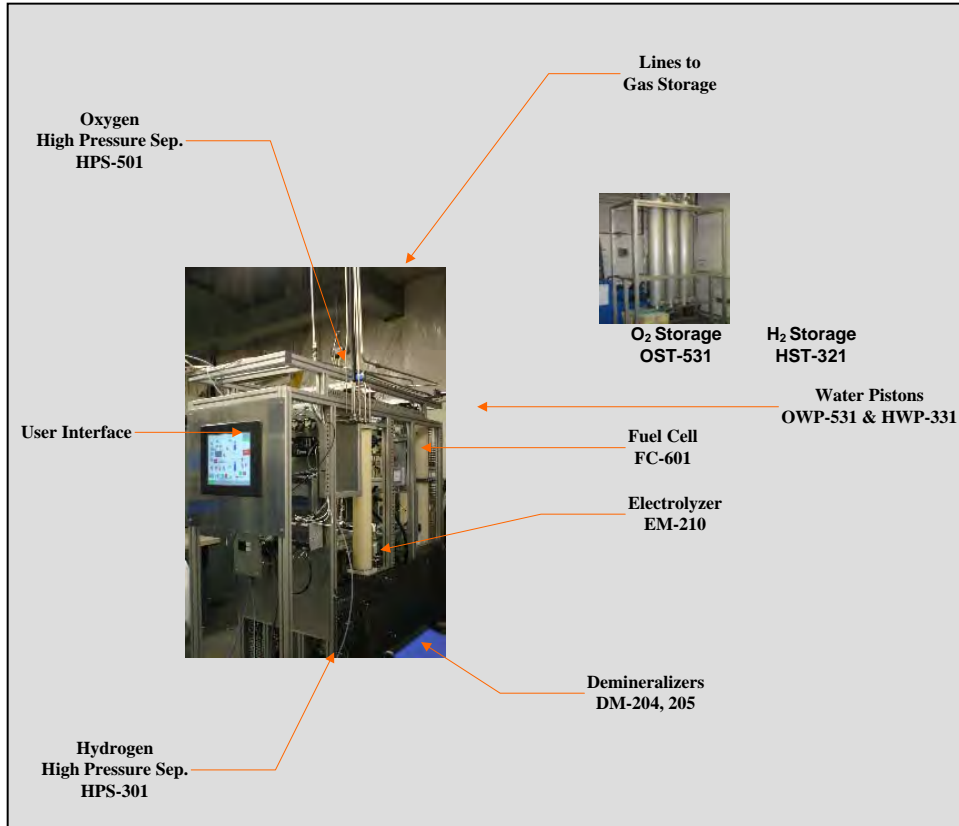 Lines to
Gas Storage
Oxygen
High Pressure Sep.
HPS-501
O₂ Storage
OST-531
H₂ Storage
HST-321
Water Pistons
OWP-531 & HWP-331
User Interface
Fuel Cell
FC-601
Electrolyzer
EM-210
Demineralizers
DM-204, 205
Hydrogen
High Pressure Sep.
HPS-301